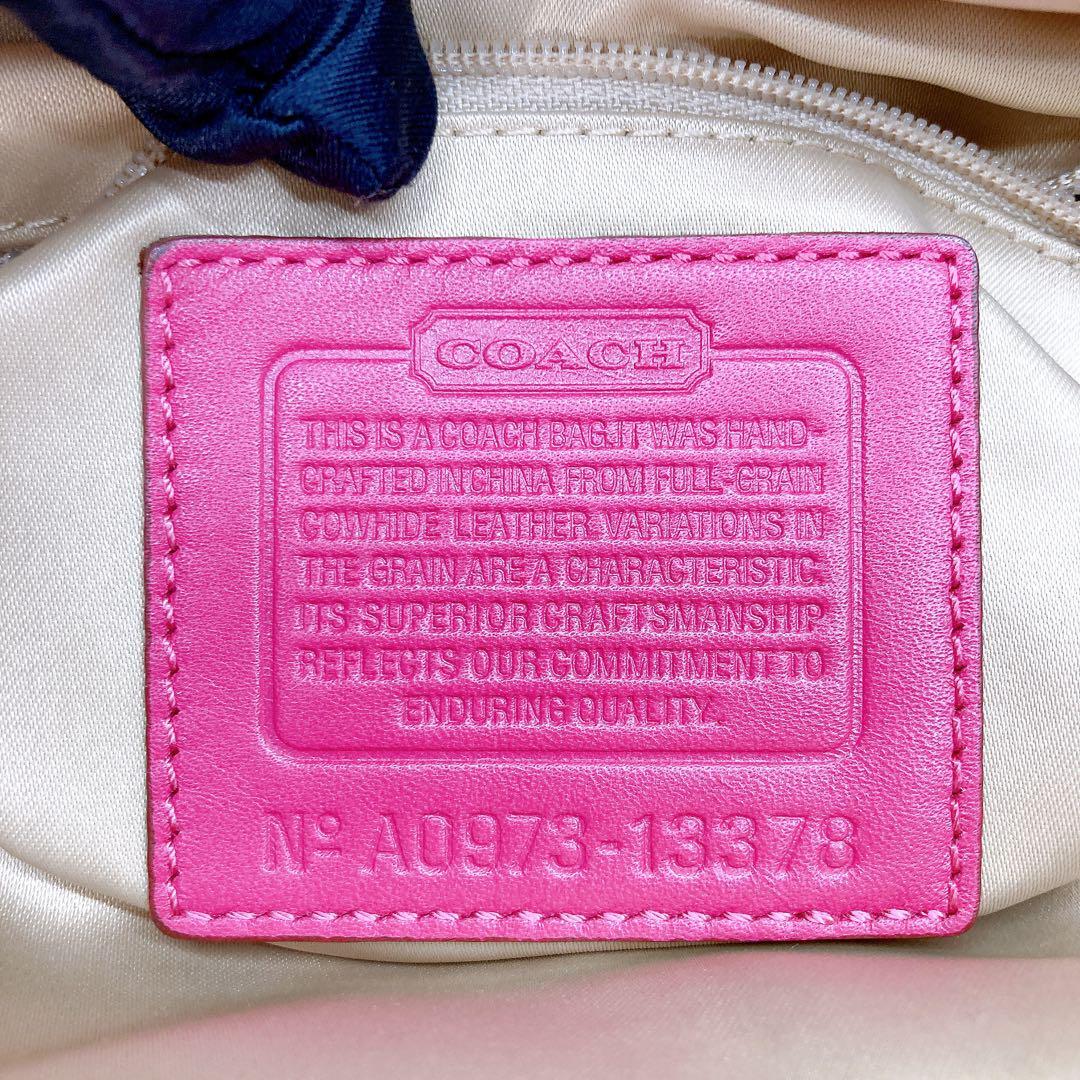 COACH
THIS IS A COACH BAG. IT WAS HAND-
CRAFTED IN CHINA FROM FULL-GRAIN
COWHIDE LEATHER. VARIATIONS IN
THE GRAIN ARE A CHARACTERISTIC.
ITS SUPERIOR CRAFTSMANSHIP
REFLECTS OUR COMMITMENT TO
ENDURING QUALITY.
Nº A0973-13378